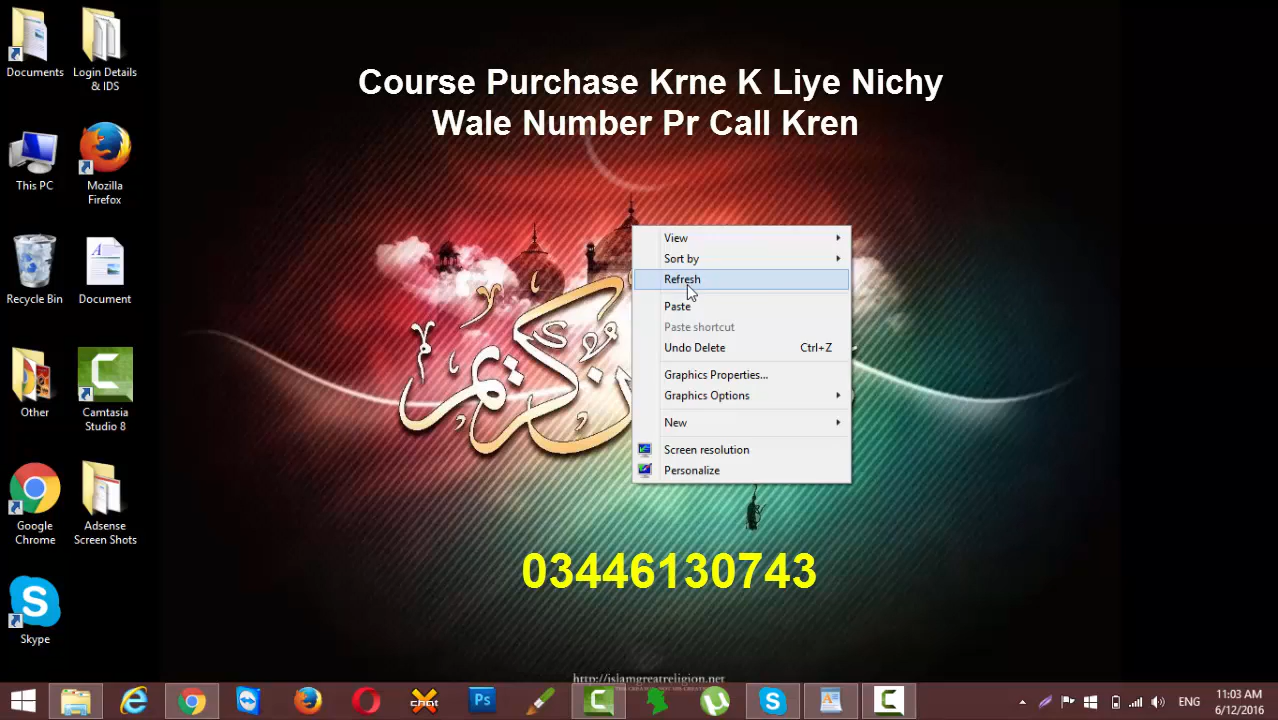 Course Purchase Krne K Liye Nichy
Wale Number Pr Call Kren
Documents
Login Details
& IDS
This PC
Mozilla
Firefox
Recycle Bin
Document
Other
Camtasia
Studio 8
Google
Chrome
Adsense
Screen Shots
Skype
View
Sort by
Refresh
Paste
Paste shortcut
Undo Delete Ctrl+Z
Graphics Properties...
Graphics Options
New
Screen resolution
Personalize
كريم
03446130743
http://islamgreatreligion.net
chat
Ps
ENG
11:03 AM
6/12/2016